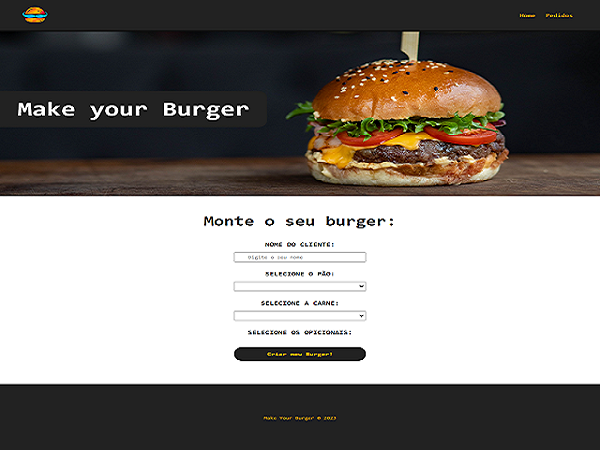 Home Pedidos
Make your Burger
Monte o seu burger:
NOME DO CLIENTE:
Digite o seu nome
SELECIONE O PÃO:
SELECIONE A CARNE:
SELECIONE OS OPICIONAIS:
Criar meu Burger!
Make Your Burger © 2023